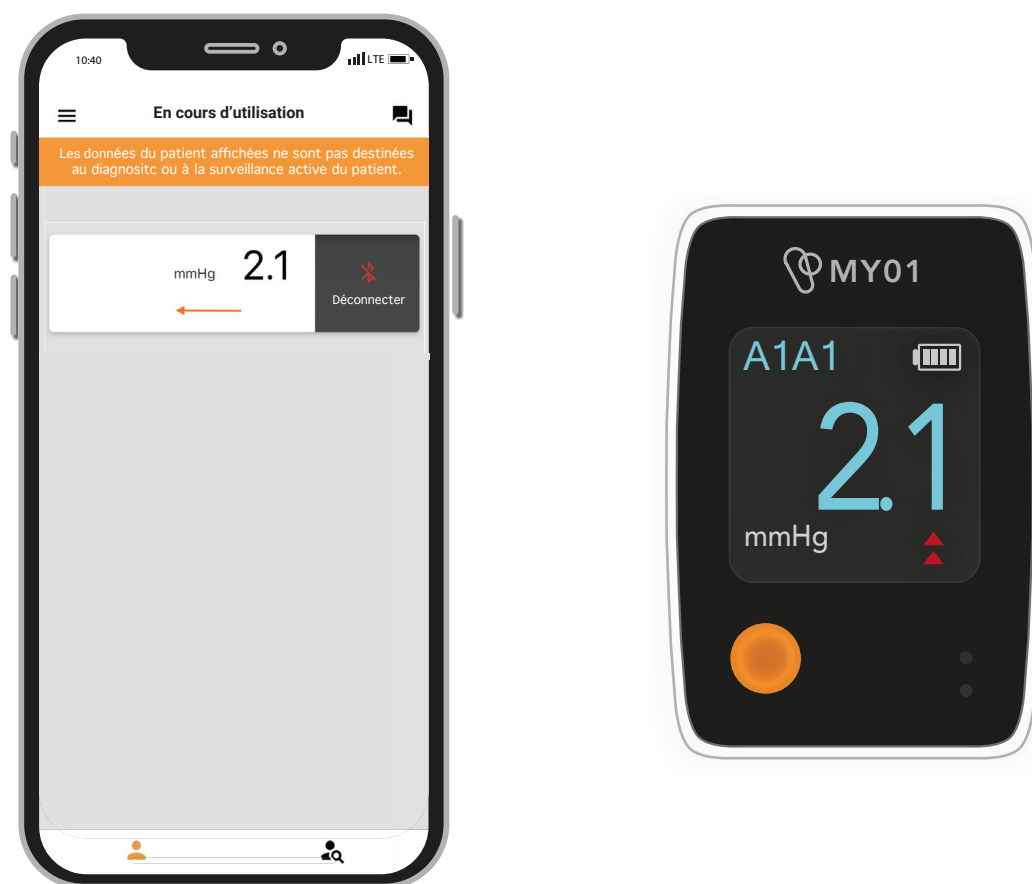 10:40
LTE
En cours d’utilisation
Les données du patient affichées ne sont pas destinées
au diagnositc ou à la surveillance active du patient.
mmHg 2.1
Déconnecter
MY01
A1A1
2.1
mmHg